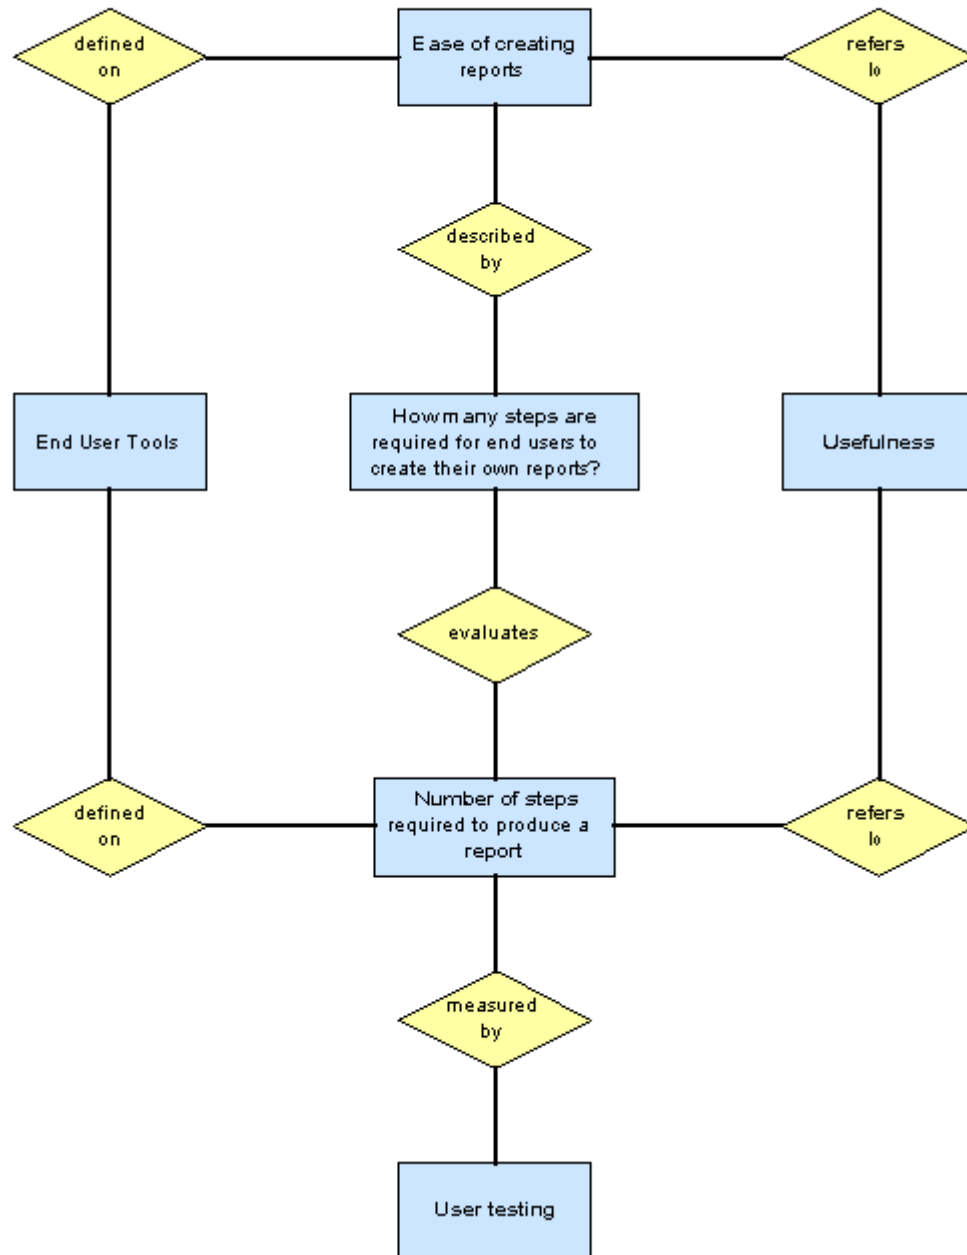 defined
on
Ease of creating
reports
refers
to
described
by
End User Tools
How many steps are
required for end users to
create their own reports?
Usefulness
evaluates
defined
on
Number of steps
required to produce a
report
refers
to
measured
by
User testing